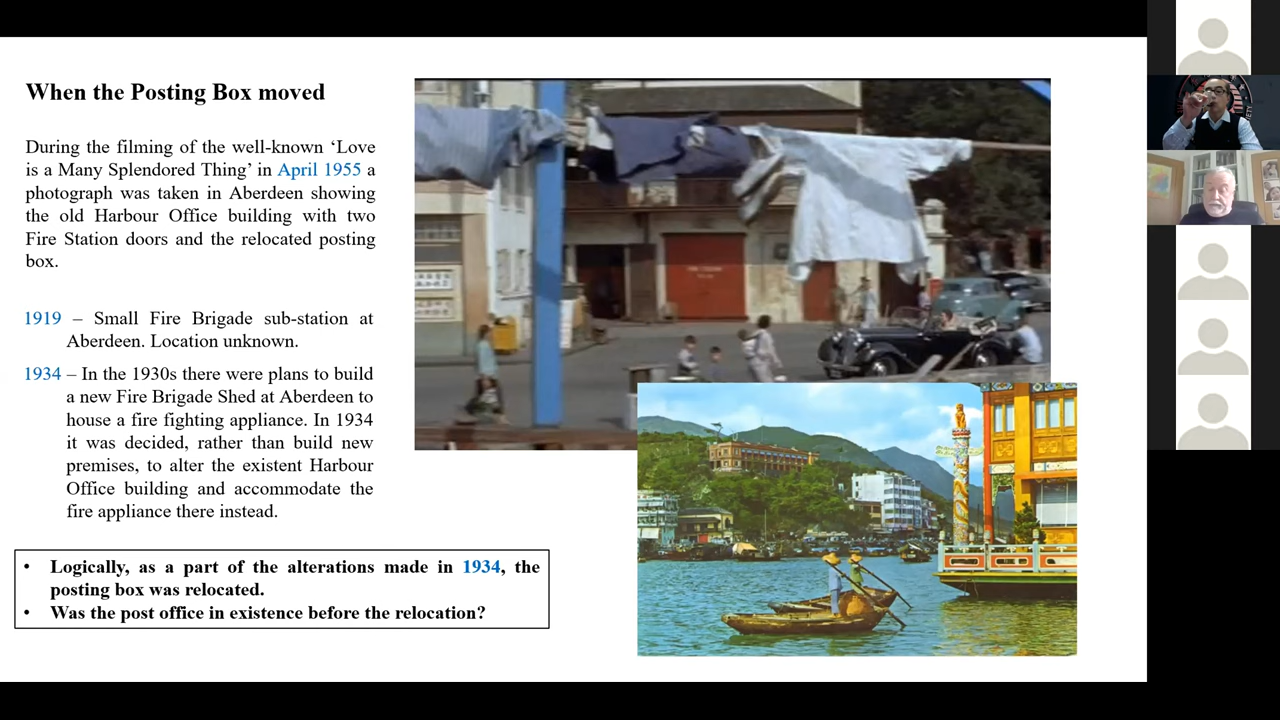 When the Posting Box moved
During the filming of the well-known ‘Love
is a Many Splendored Thing’ in April 1955 a
photograph was taken in Aberdeen showing
the old Harbour Office building with two
Fire Station doors and the relocated posting
box.
1919 – Small Fire Brigade sub-station at
Aberdeen. Location unknown.
1934 – In the 1930s there were plans to build
a new Fire Brigade Shed at Aberdeen to
house a fire fighting appliance. In 1934
it was decided, rather than build new
premises, to alter the existent Harbour
Office building and accommodate the
fire appliance there instead.
• Logically, as a part of the alterations made in 1934, the
posting box was relocated.
• Was the post office in existence before the relocation?